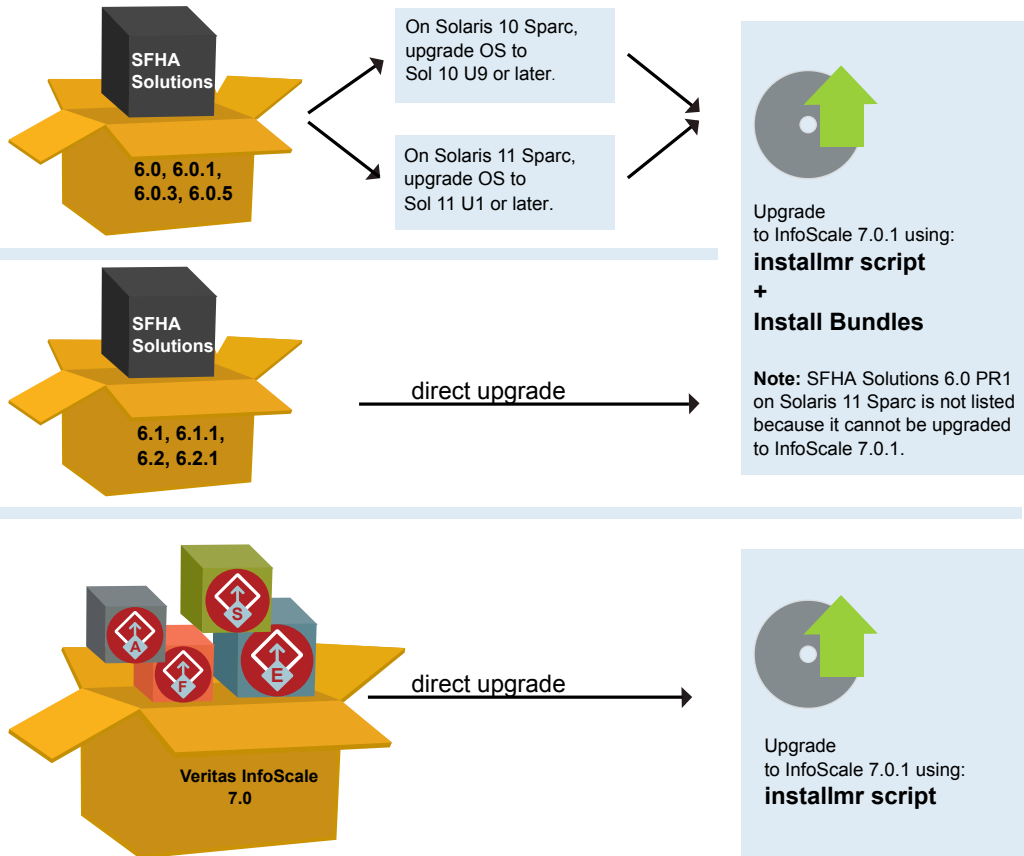 SFHA
Solutions
6.0, 6.0.1,
6.0.3, 6.0.5
On Solaris 10 Sparc,
upgrade OS to
Sol 10 U9 or later.
On Solaris 11 Sparc,
upgrade OS to
Sol 11 U1 or later.
SFHA
Solutions
6.1, 6.1.1,
6.2, 6.2.1
direct upgrade
Upgrade
to InfoScale 7.0.1 using:
installmr script
+
Install Bundles
Note: SFHA Solutions 6.0 PR1
on Solaris 11 Sparc is not listed
because it cannot be upgraded
to InfoScale 7.0.1.
A
F
S
E
Veritas InfoScale
7.0
direct upgrade
Upgrade
to InfoScale 7.0.1 using:
installmr script